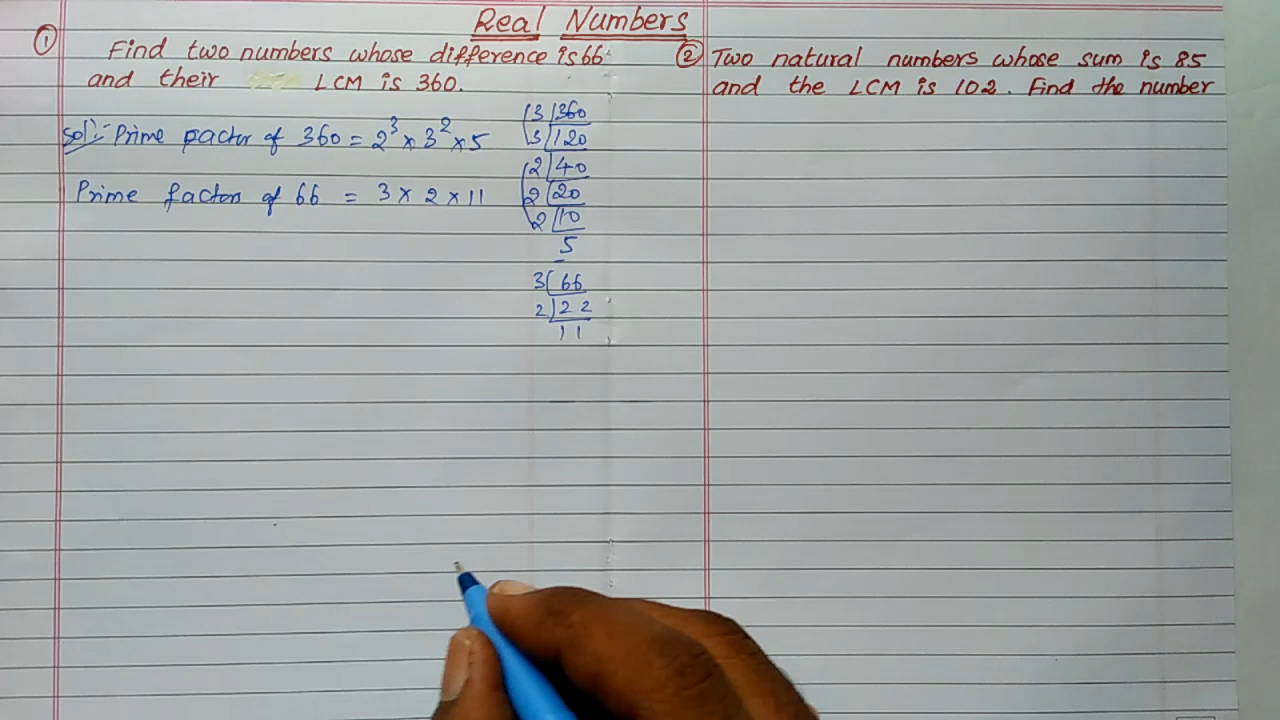 Real Numbers
① Find two numbers whose difference is 66
and their LCM is 360.
Sol:- Prime factor of 360 = 2³ × 3² × 5
Prime factors of 66 = 3 × 2 × 11
3 | 360
3 | 120
2 | 40
2 | 20
2 | 10
5
3 | 66
2 | 22
11
② Two natural numbers whose sum is 85
and the LCM is 102. Find the number